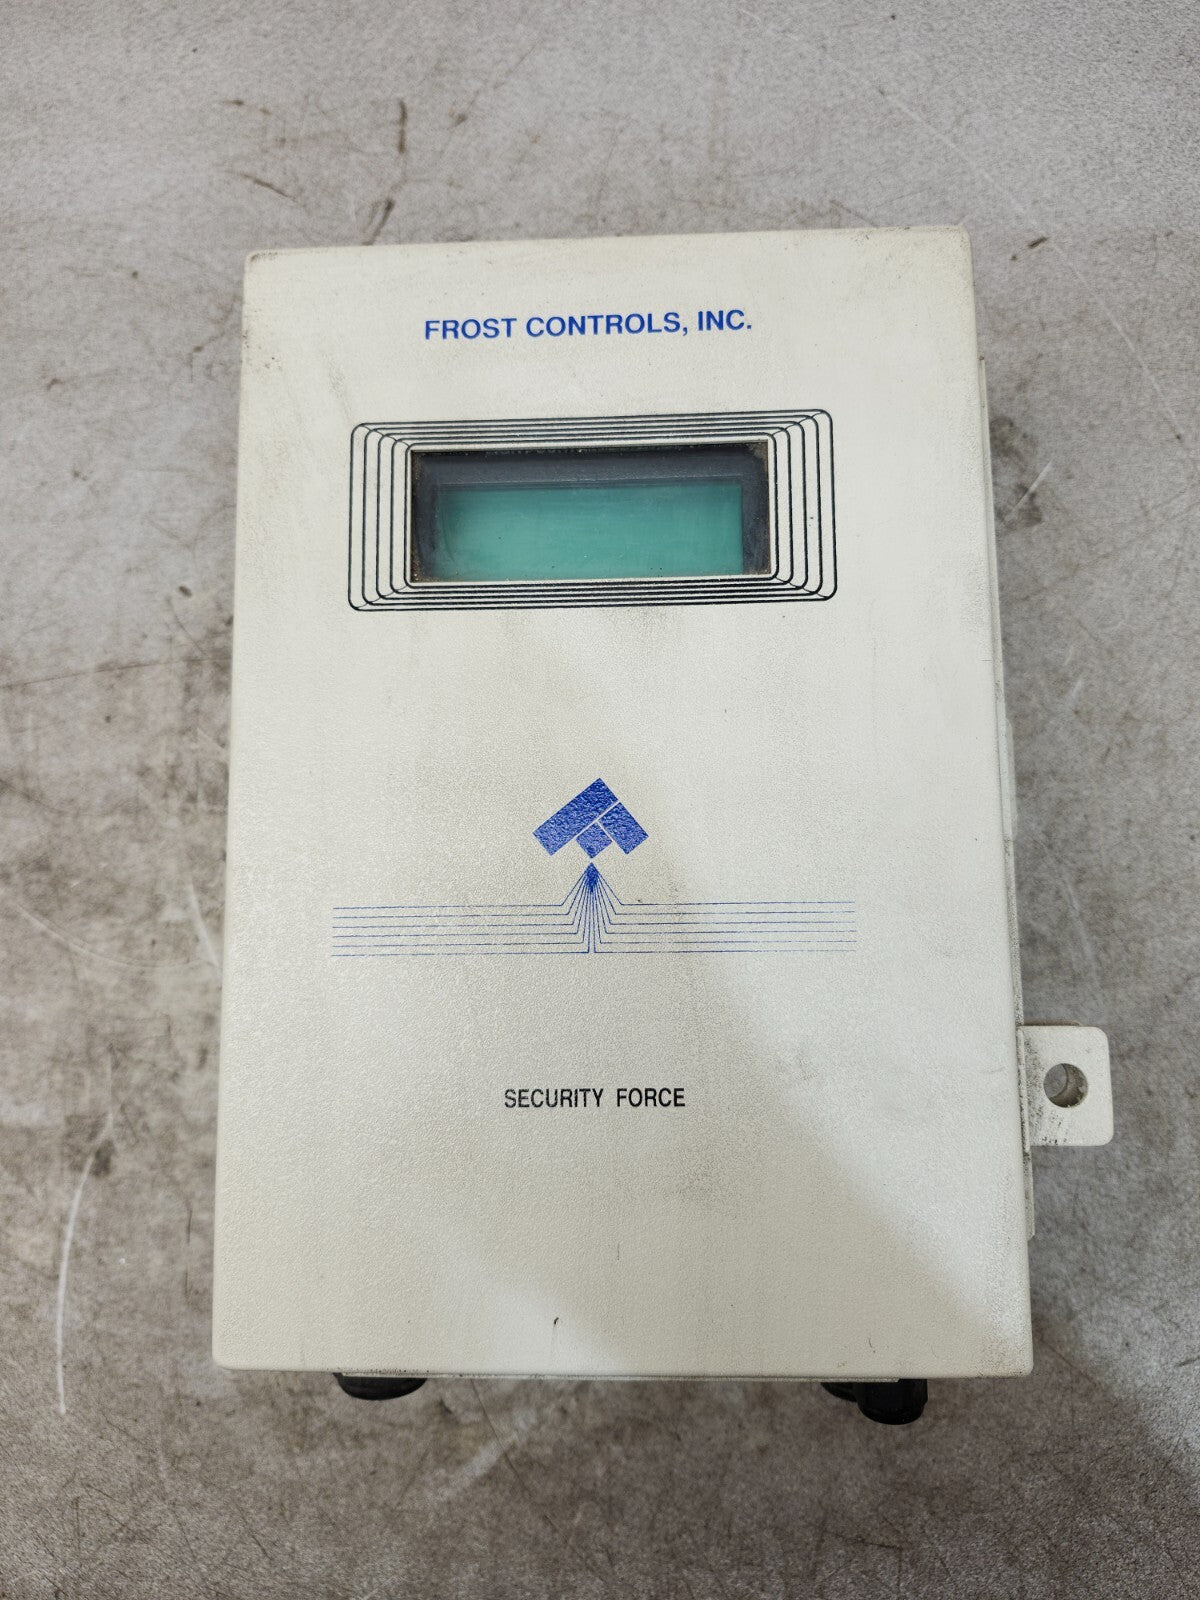 FROST CONTROLS, INC.
SECURITY FORCE